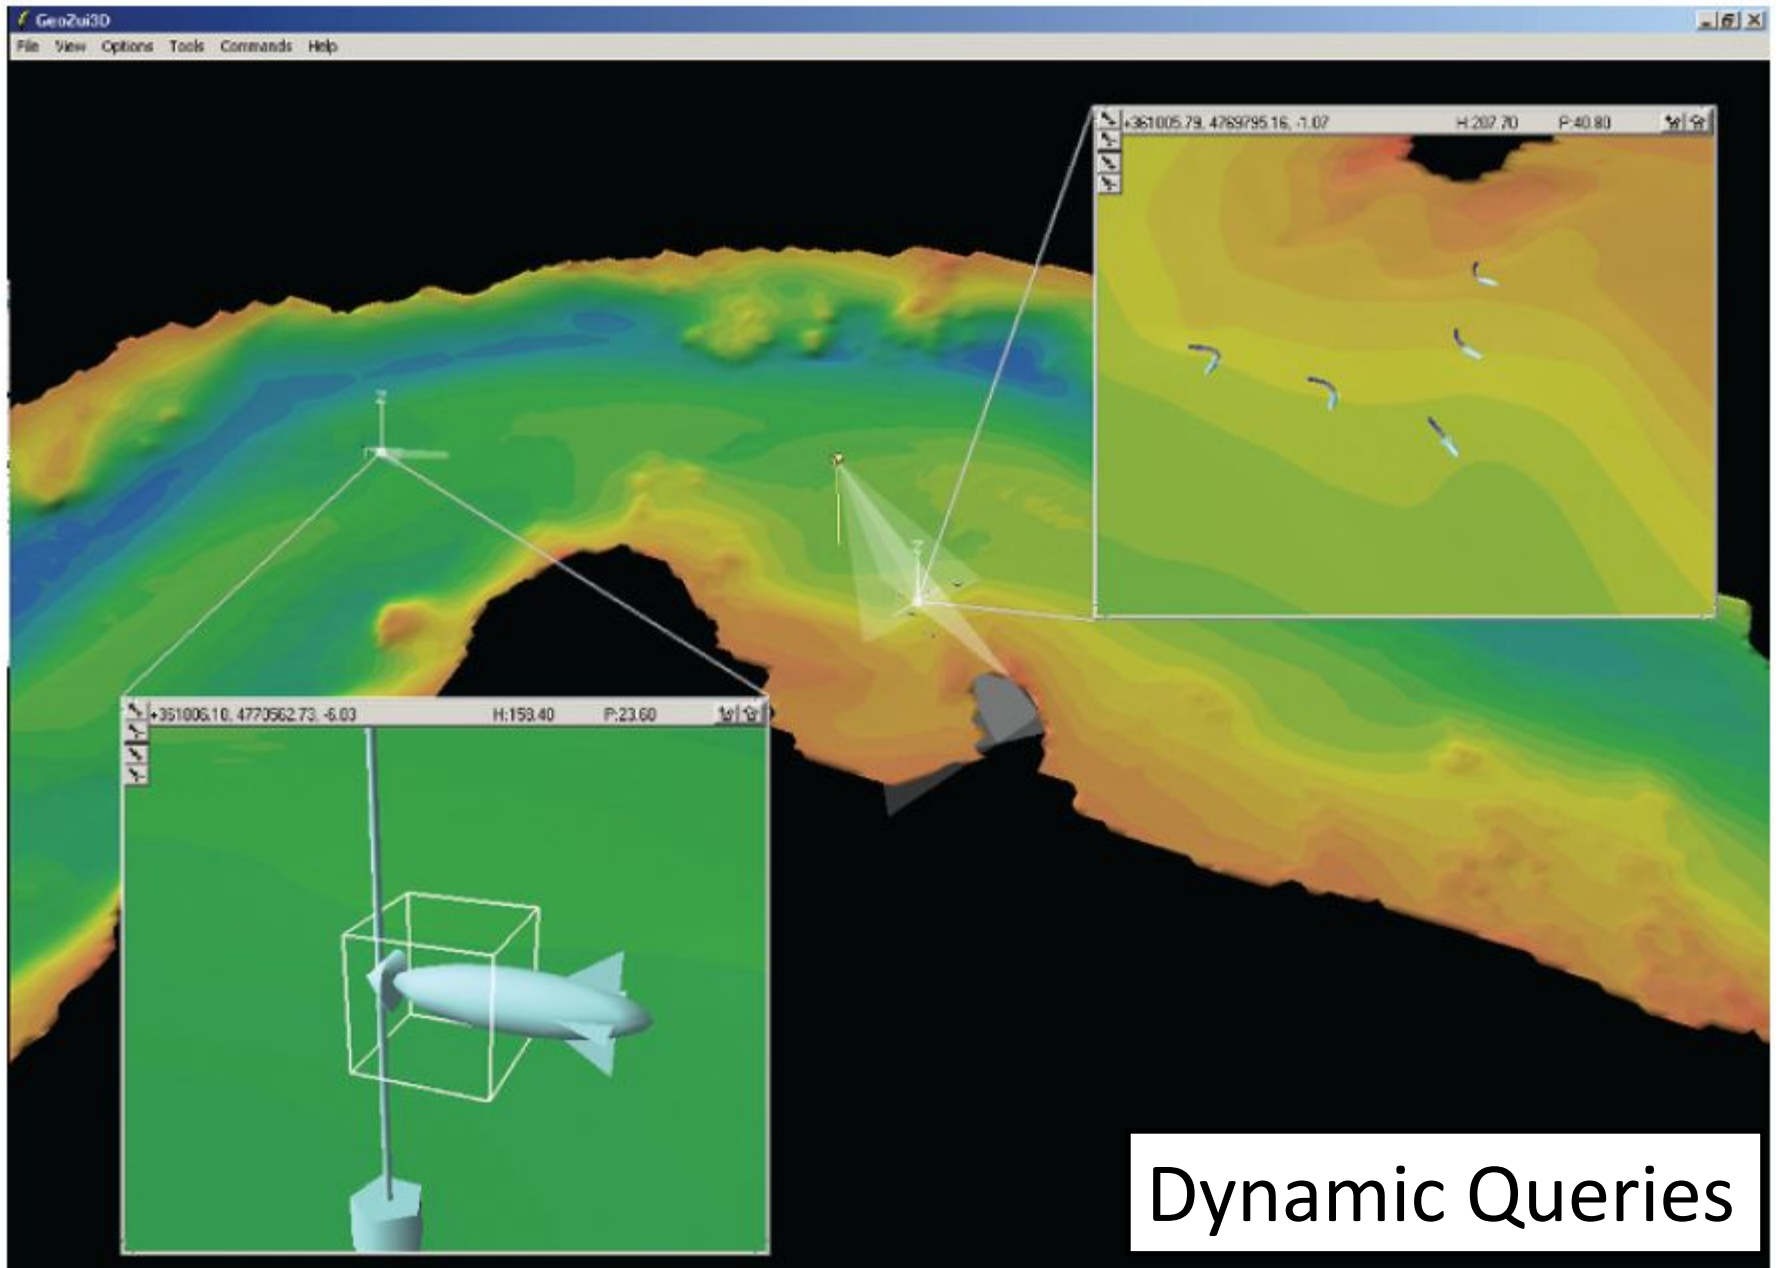 GeoZui3D
File View Options Tools Commands Help
+361005.79, 4769795.16, -1.07 H:207.70 P:40.80
Z
Z
+361006.10, 4770562.73, -6.03 H:153.40 P:23.60
Dynamic Queries